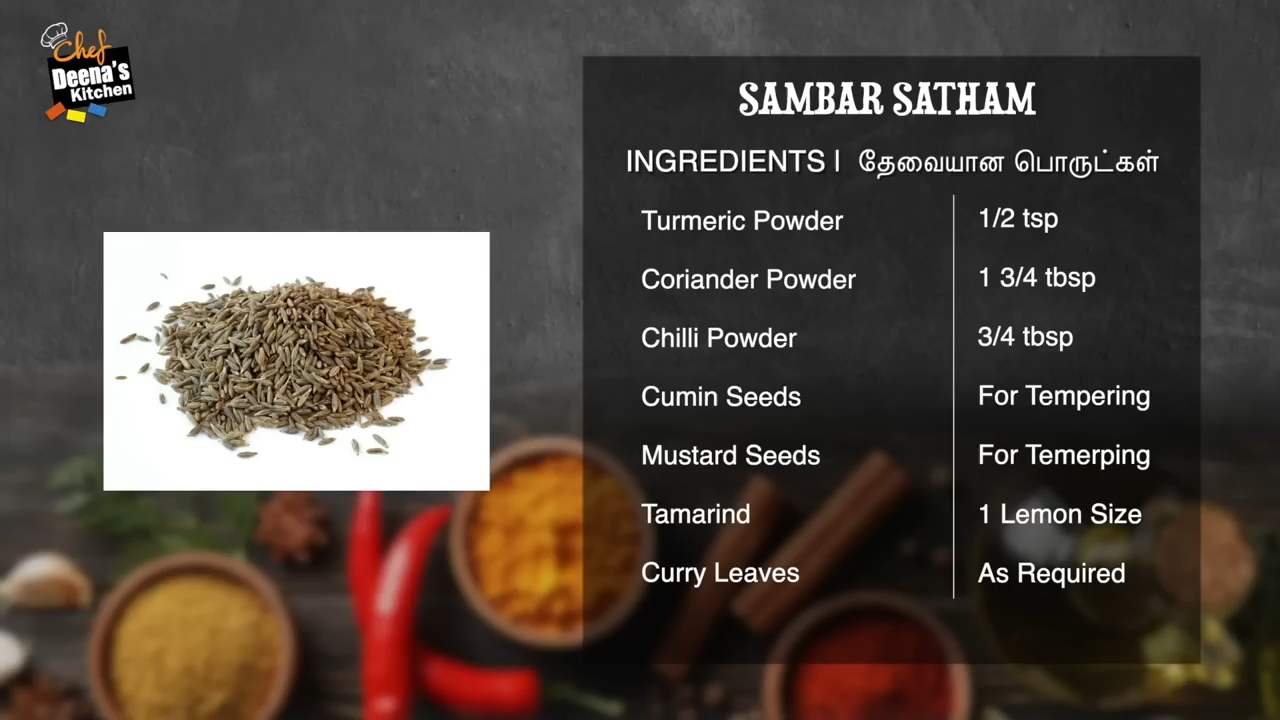 Chef
Deena's
Kitchen
SAMBAR SATHAM
INGREDIENTS | தேவையான பொருட்கள்
Turmeric Powder 1/2 tsp
Coriander Powder 1 3/4 tbsp
Chilli Powder 3/4 tbsp
Cumin Seeds For Tempering
Mustard Seeds For Temerping
Tamarind 1 Lemon Size
Curry Leaves As Required